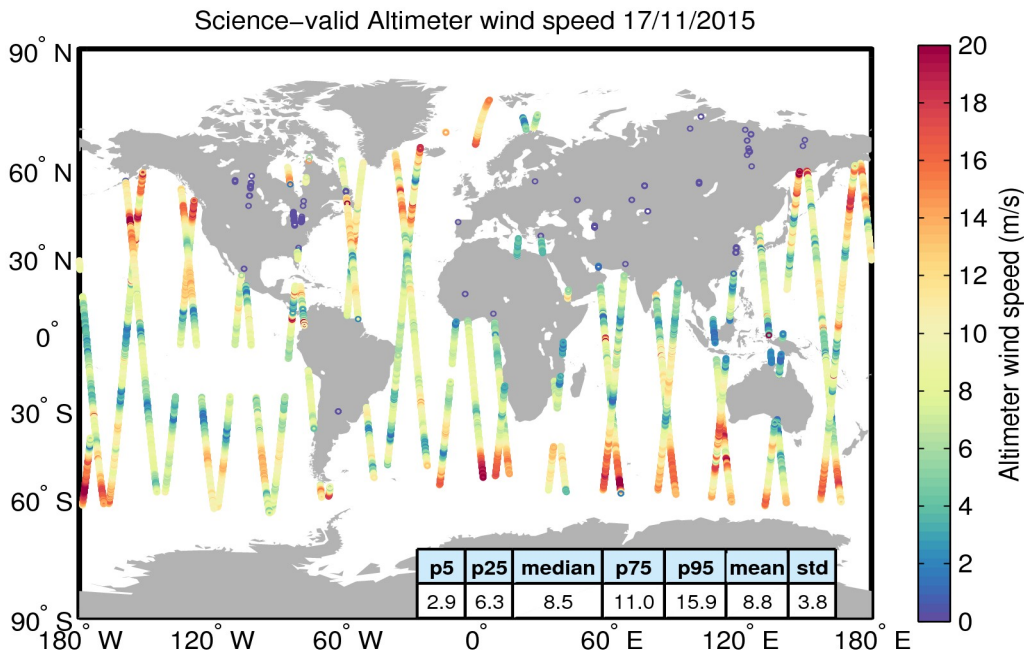 Science−valid Altimeter wind speed 17/11/2015
90° N
60° N
30° N
0°
30° S
60° S
90° S
180° W
120° W
60° W
0°
60° E
120° E
180° E
p5 p25 median p75 p95 mean std
2.9 6.3 8.5 11.0 15.9 8.8 3.8
20
18
16
14
12
10
8
6
4
2
0
Altimeter wind speed (m/s)